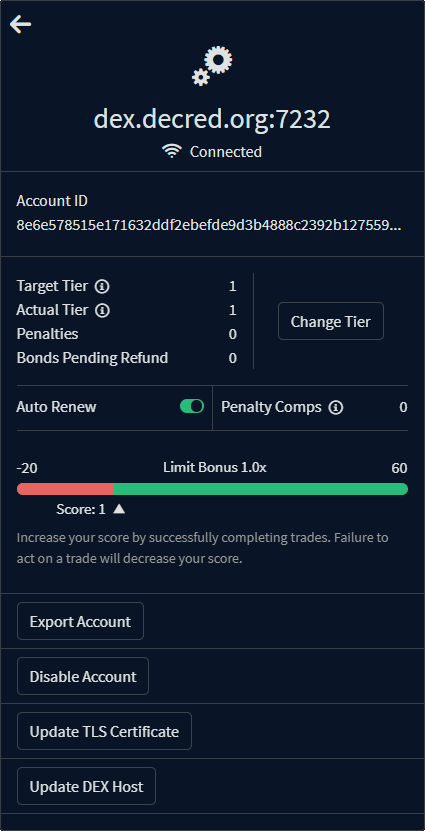 dex.decred.org:7232
Connected
Account ID
8e6e578515e171632ddf2ebefde9d3b4888c2392b127559...
Target Tier 1
Actual Tier 1
Penalties 0
Bonds Pending Refund 0
Change Tier
Auto Renew
Penalty Comps 0
-20 Limit Bonus 1.0x 60
Score: 1
Increase your score by successfully completing trades. Failure to
act on a trade will decrease your score.
Export Account
Disable Account
Update TLS Certificate
Update DEX Host